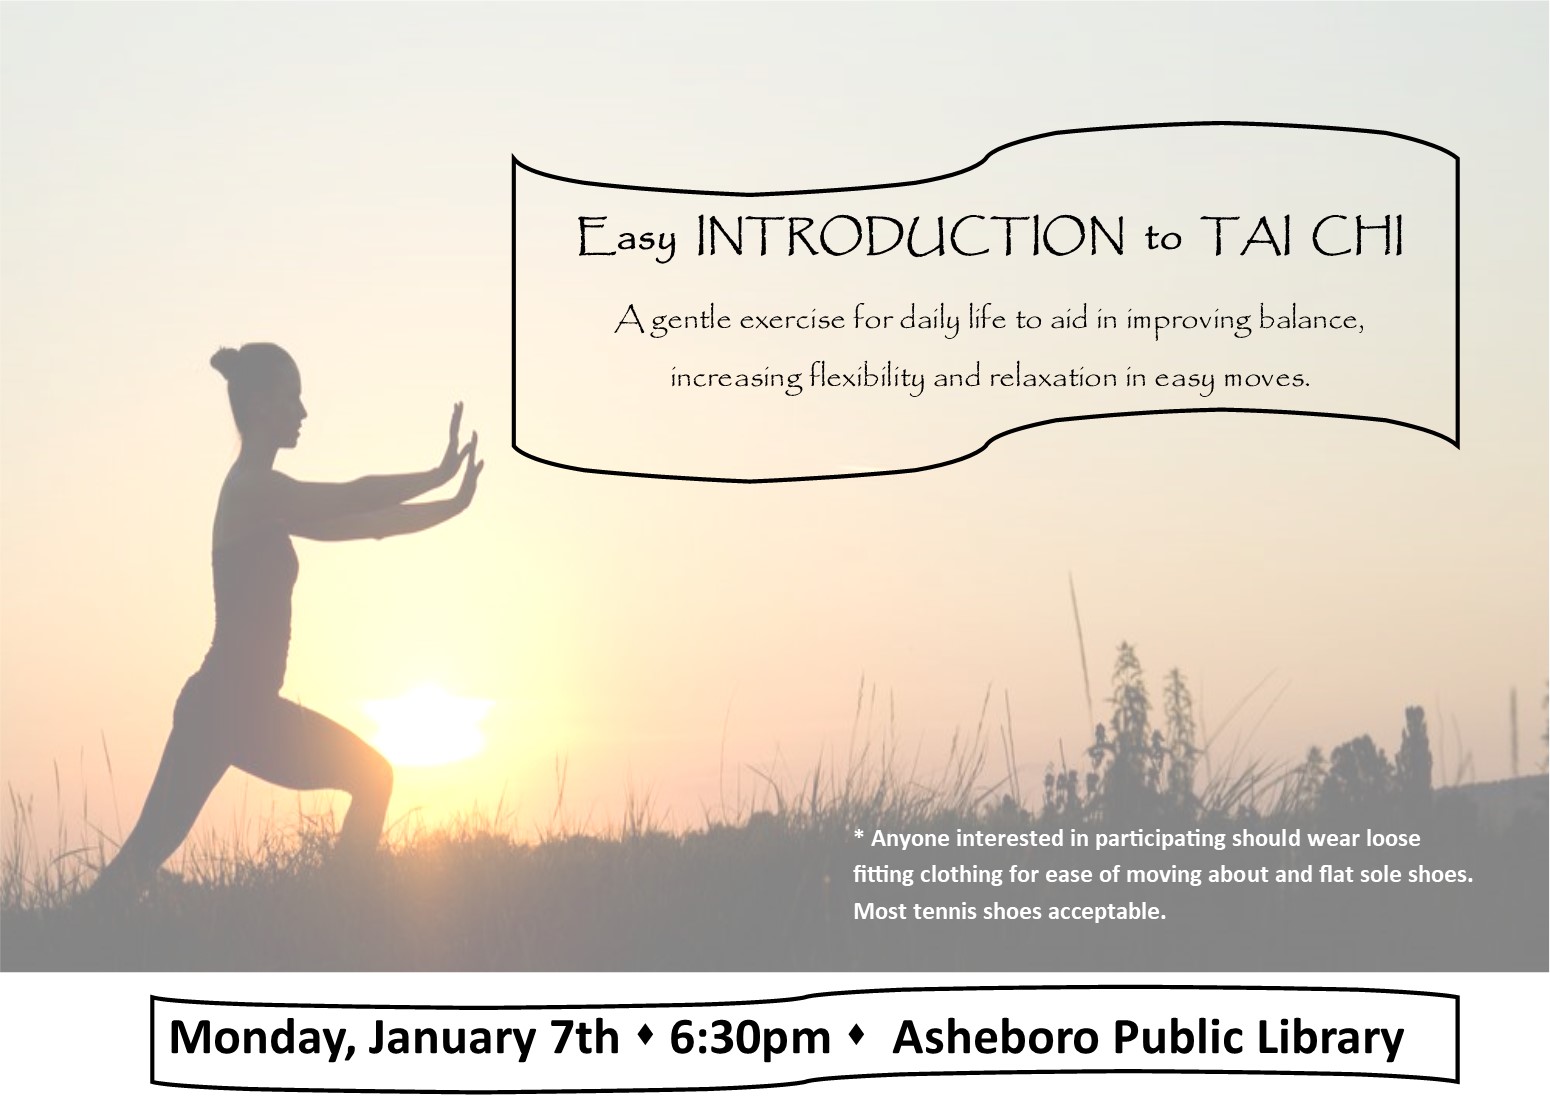 Easy INTRODUCTION to TAI CHI
A gentle exercise for daily life to aid in improving balance,
increasing flexibility and relaxation in easy moves.
* Anyone interested in participating should wear loose
fitting clothing for ease of moving about and flat sole shoes.
Most tennis shoes acceptable.
Monday, January 7th ♦ 6:30pm ♦ Asheboro Public Library